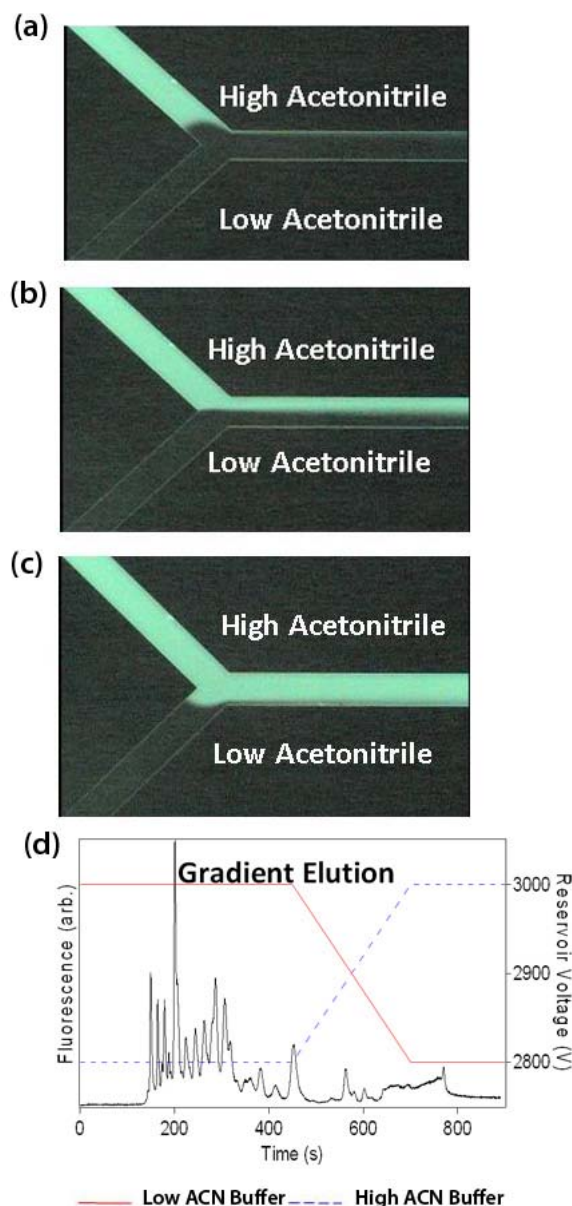 (a)
High Acetonitrile
Low Acetonitrile
(b)
High Acetonitrile
Low Acetonitrile
(c)
High Acetonitrile
Low Acetonitrile
(d)
Gradient Elution
Fluorescence (arb.)
3000
2900
2800
Reservoir Voltage (V)
0 200 400 600 800
Time (s)
Low ACN Buffer High ACN Buffer